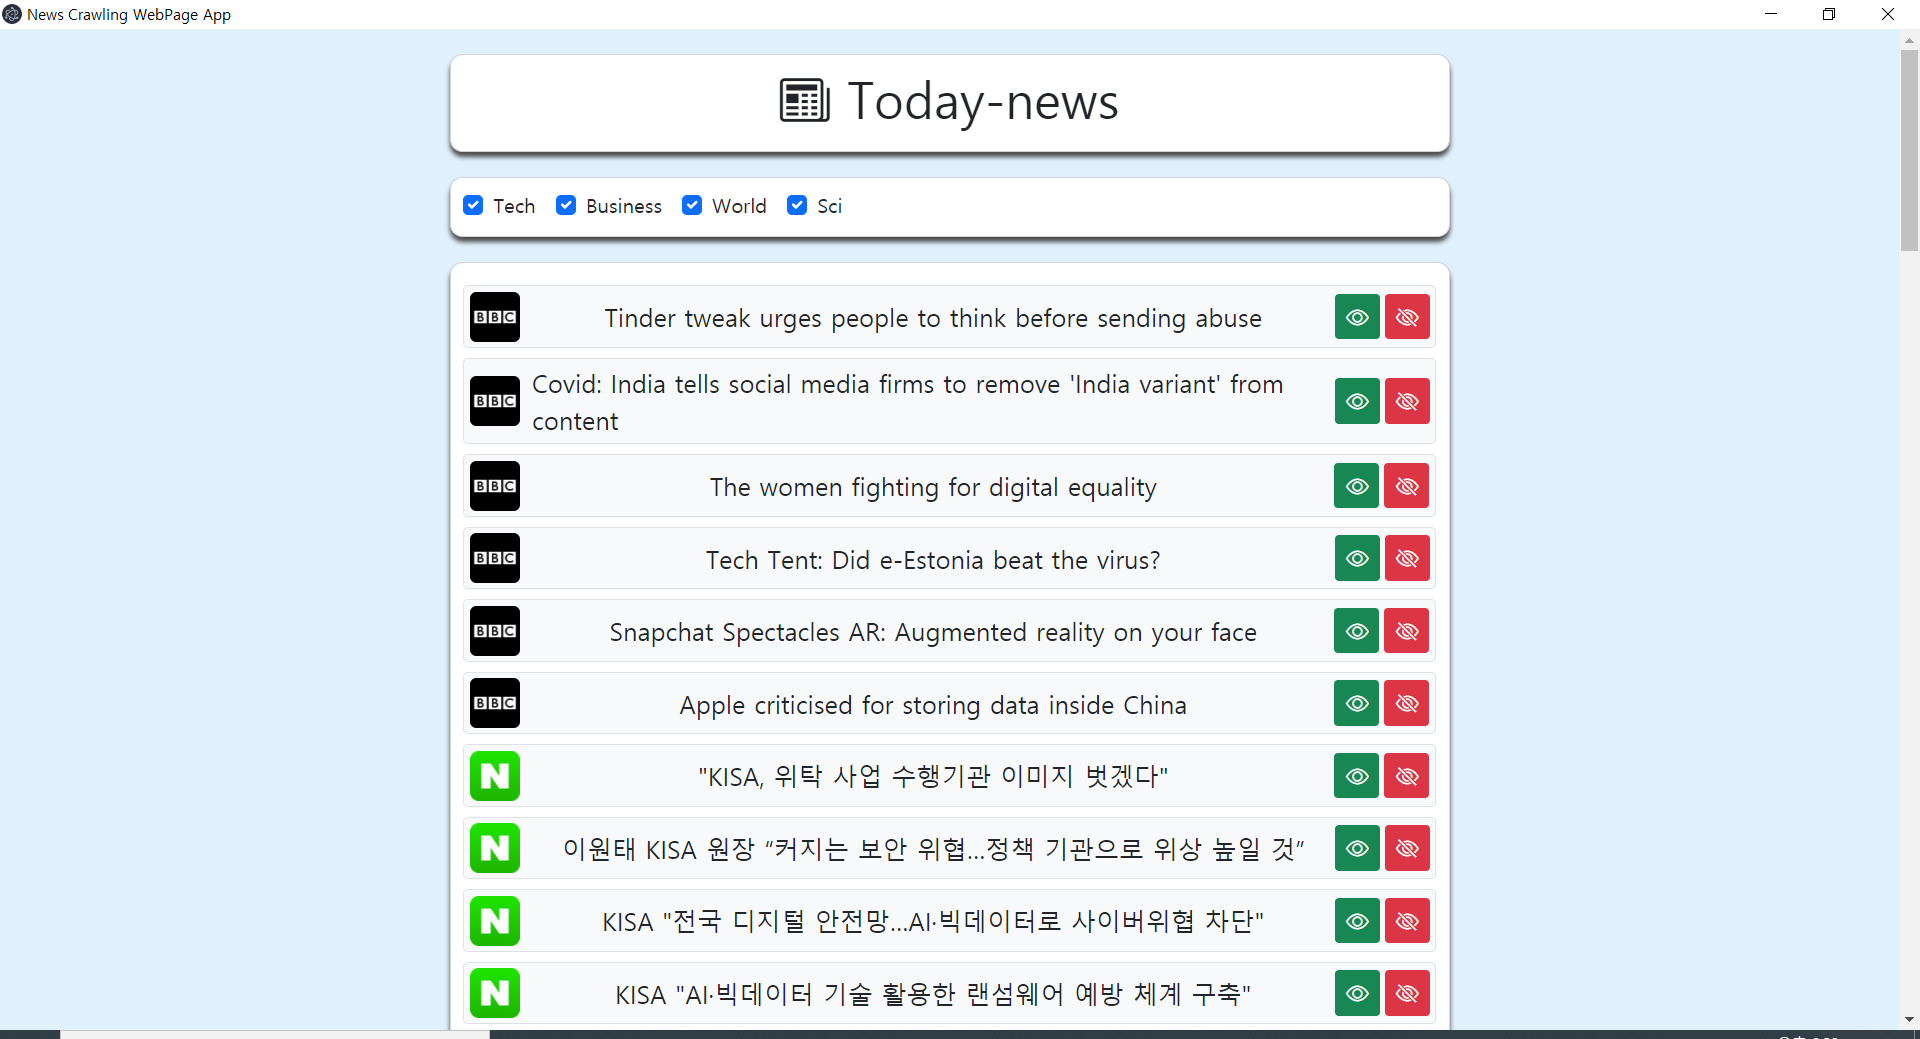 News Crawling WebPage App
Today-news
Tech Business World Sci
BBC Tinder tweak urges people to think before sending abuse
BBC Covid: India tells social media firms to remove 'India variant' from
content
BBC The women fighting for digital equality
BBC Tech Tent: Did e-Estonia beat the virus?
BBC Snapchat Spectacles AR: Augmented reality on your face
BBC Apple criticised for storing data inside China
N "KISA, 위탁 사업 수행기관 이미지 벗겠다"
N 이원태 KISA 원장 “커지는 보안 위협...정책 기관으로 위상 높일 것”
N KISA "전국 디지털 안전망...AI·빅데이터로 사이버위협 차단"
N KISA "AI·빅데이터 기술 활용한 랜섬웨어 예방 체계 구축"